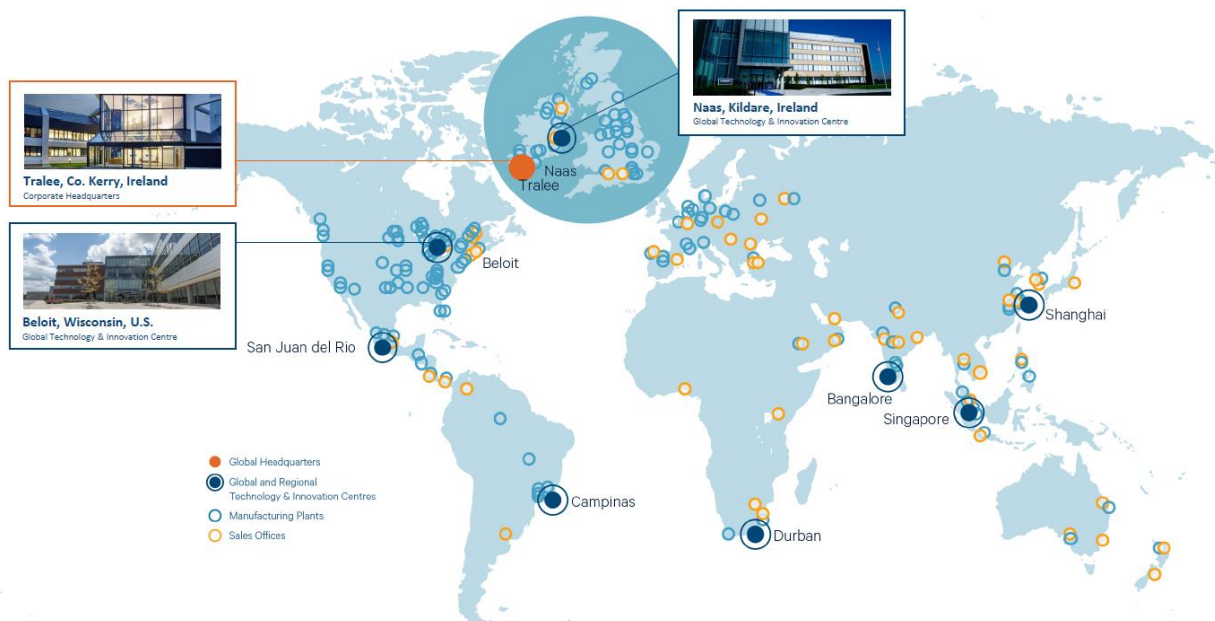 Naas, Kildare, Ireland
Global Technology & Innovation Centre
Tralee, Co. Kerry, Ireland
Corporate Headquarters
Naas
Tralee
Beloit, Wisconsin, U.S.
Global Technology & Innovation Centre
Beloit
San Juan del Rio
Shanghai
Bangalore
Singapore
Campinas
Durban
Global Headquarters
Global and Regional
Technology & Innovation Centres
Manufacturing Plants
Sales Offices